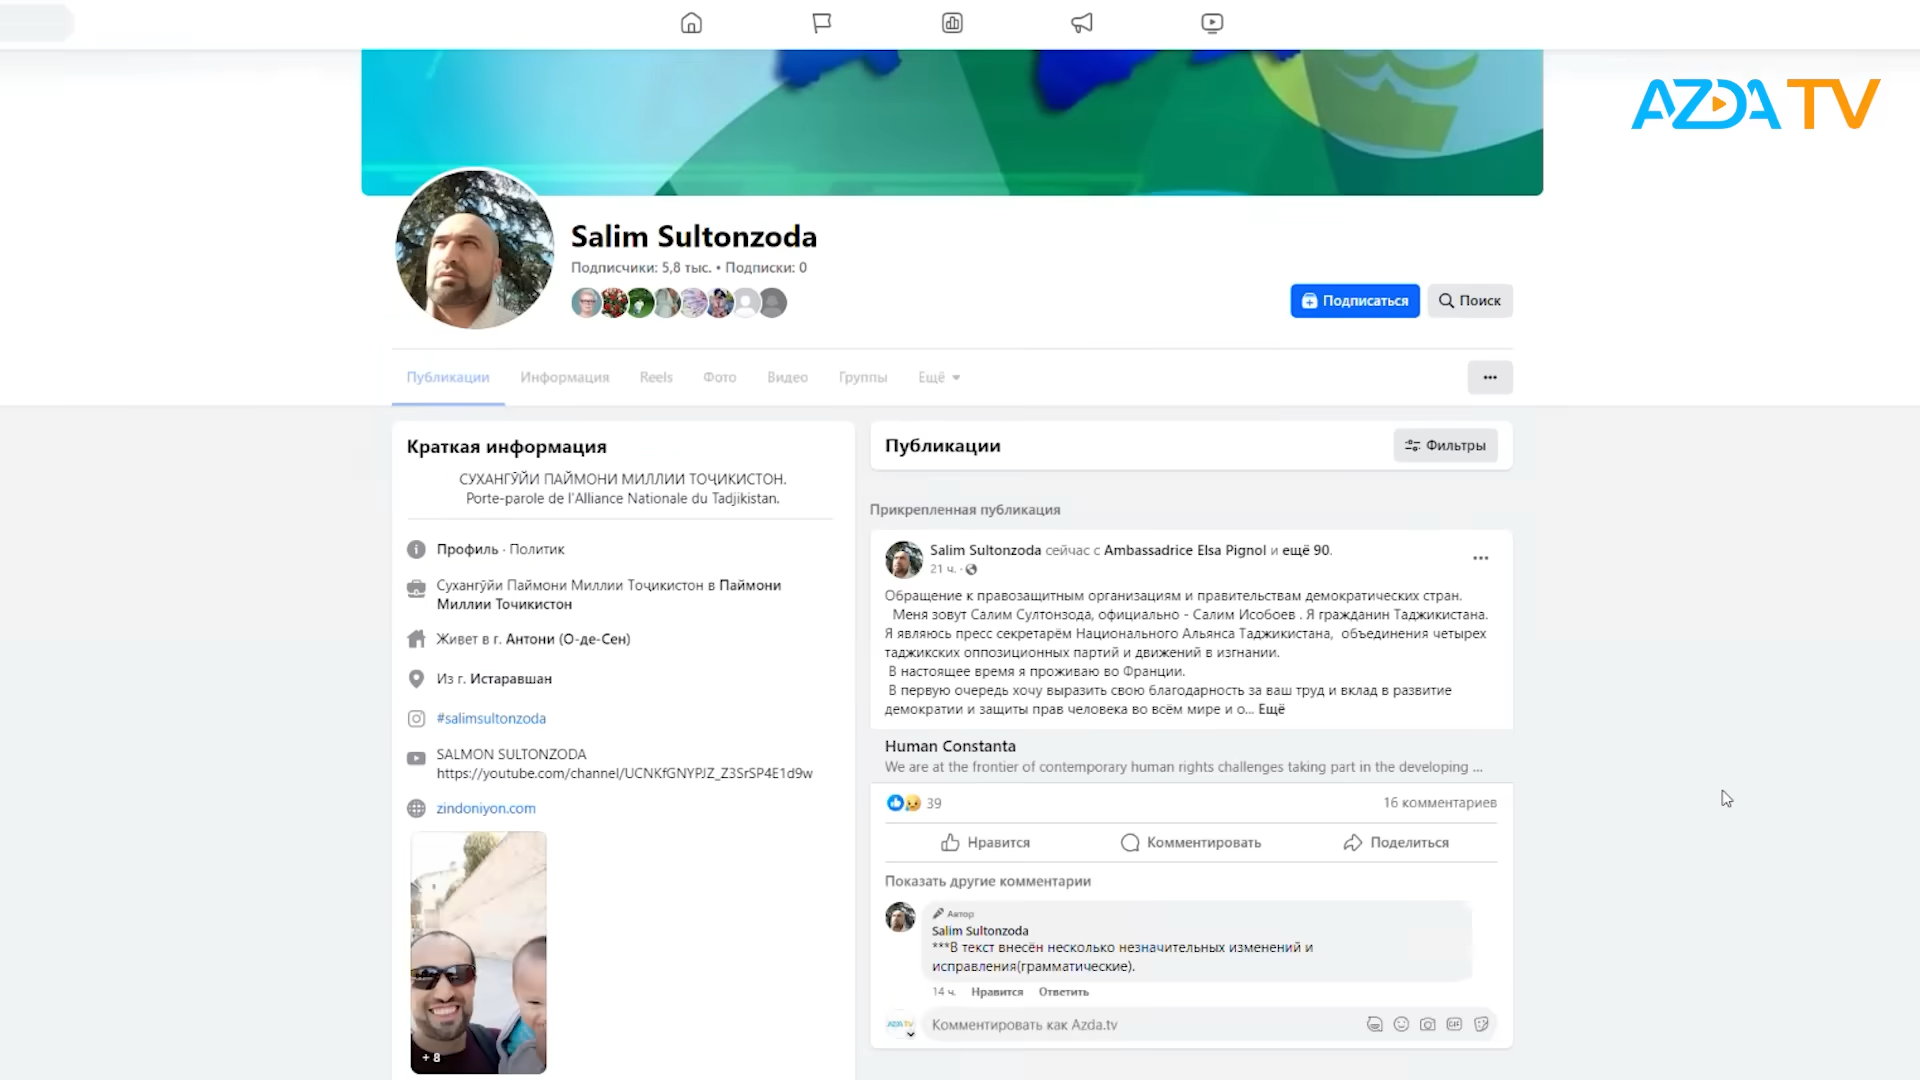 AZDA TV
Salim Sultonzoda
Подписчики: 5,8 тыс. • Подписки: 0
Подписаться
Поиск
Публикации
Информация
Reels
Фото
Видео
Группы
Ещё
Краткая информация
СУХАНГӮЙИ ПАЙМОНИ МИЛЛИИ ТОҶИКИСТОН.
Porte-parole de l'Alliance Nationale du Tadjikistan.
Профиль · Политик
Сухангӯйи Паймони Миллии Тоҷикистон в Паймони
Миллии Точикистон
Живет в г. Антони (О-де-Сен)
Из г. Истаравшан
#salimsultonzoda
SALMON SULTONZODA
https://youtube.com/channel/UCNKfGNYPJZ_Z3SrSP4E1d9w
zindoniyon.com
+ 8
Публикации
Фильтры
Прикрепленная публикация
Salim Sultonzoda сейчас с Ambassadrice Elsa Pignol и ещё 90.
21 ч. ·
Обращение к правозащитным организациям и правительствам демократических стран.
Меня зовут Салим Султонзода, официально - Салим Исобоев . Я гражданин Таджикистана.
Я являюсь пресс секретарём Национального Альянса Таджикистана, объединения четырех
таджикских оппозиционных партий и движений в изгнании.
В настоящее время я проживаю во Франции.
В первую очередь хочу выразить свою благодарность за ваш труд и вклад в развитие
демократии и защиты прав человека во всём мире и о... Ещё
Human Constanta
We are at the frontier of contemporary human rights challenges taking part in the developing ...
39
16 комментариев
Нравится
Комментировать
Поделиться
Показать другие комментарии
Автор
Salim Sultonzoda
***В текст внесён несколько незначительных изменений и
исправления(грамматические).
14 ч. Нравится Ответить
AZDA TV
Комментировать как Azda.tv
GIF